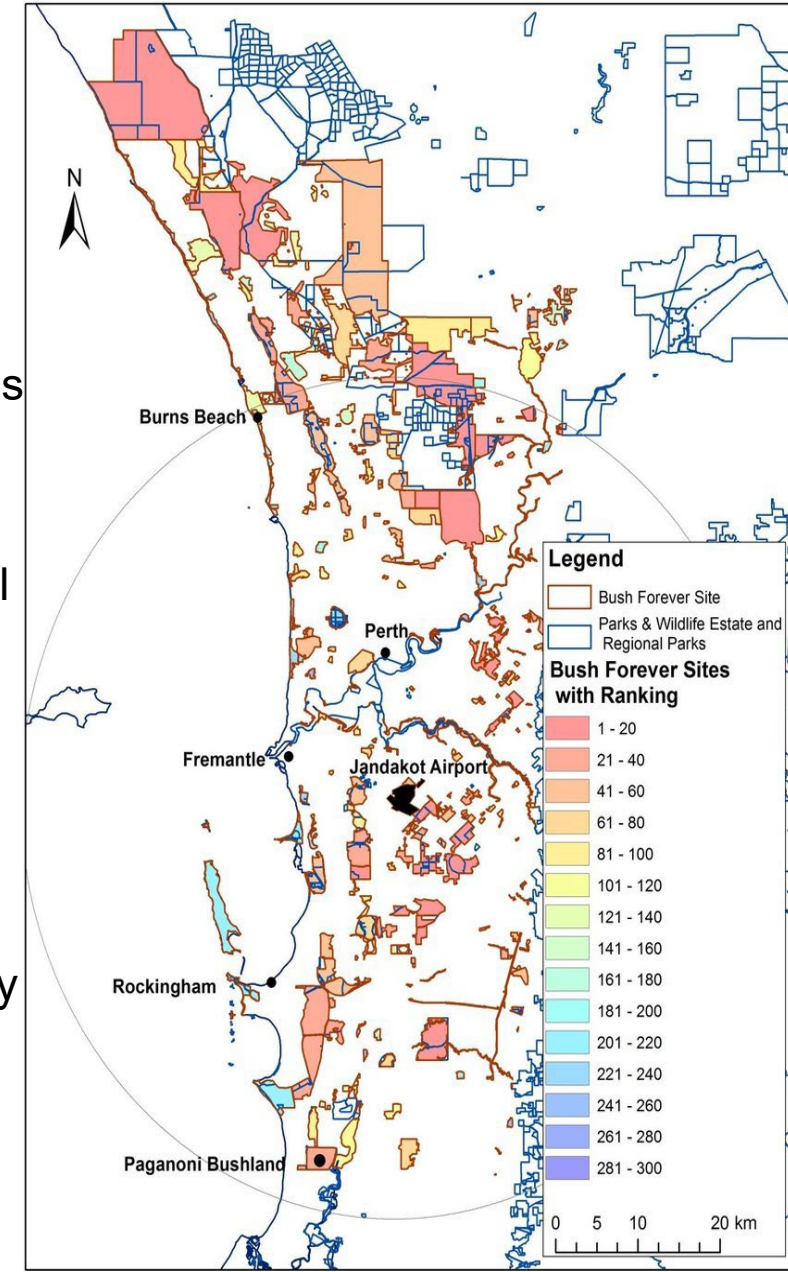 N
s
Burns Beach
l
Legend
Bush Forever Site
Parks & Wildlife Estate and
Regional Parks
Perth
Bush Forever Sites
with Ranking
1 - 20
Fremantle
Jandakot Airport
21 - 40
41 - 60
61 - 80
81 - 100
101 - 120
121 - 140
141 - 160
y
Rockingham
161 - 180
181 - 200
201 - 220
221 - 240
241 - 260
261 - 280
Paganoni Bushland
281 - 300
0 5 10 20 km